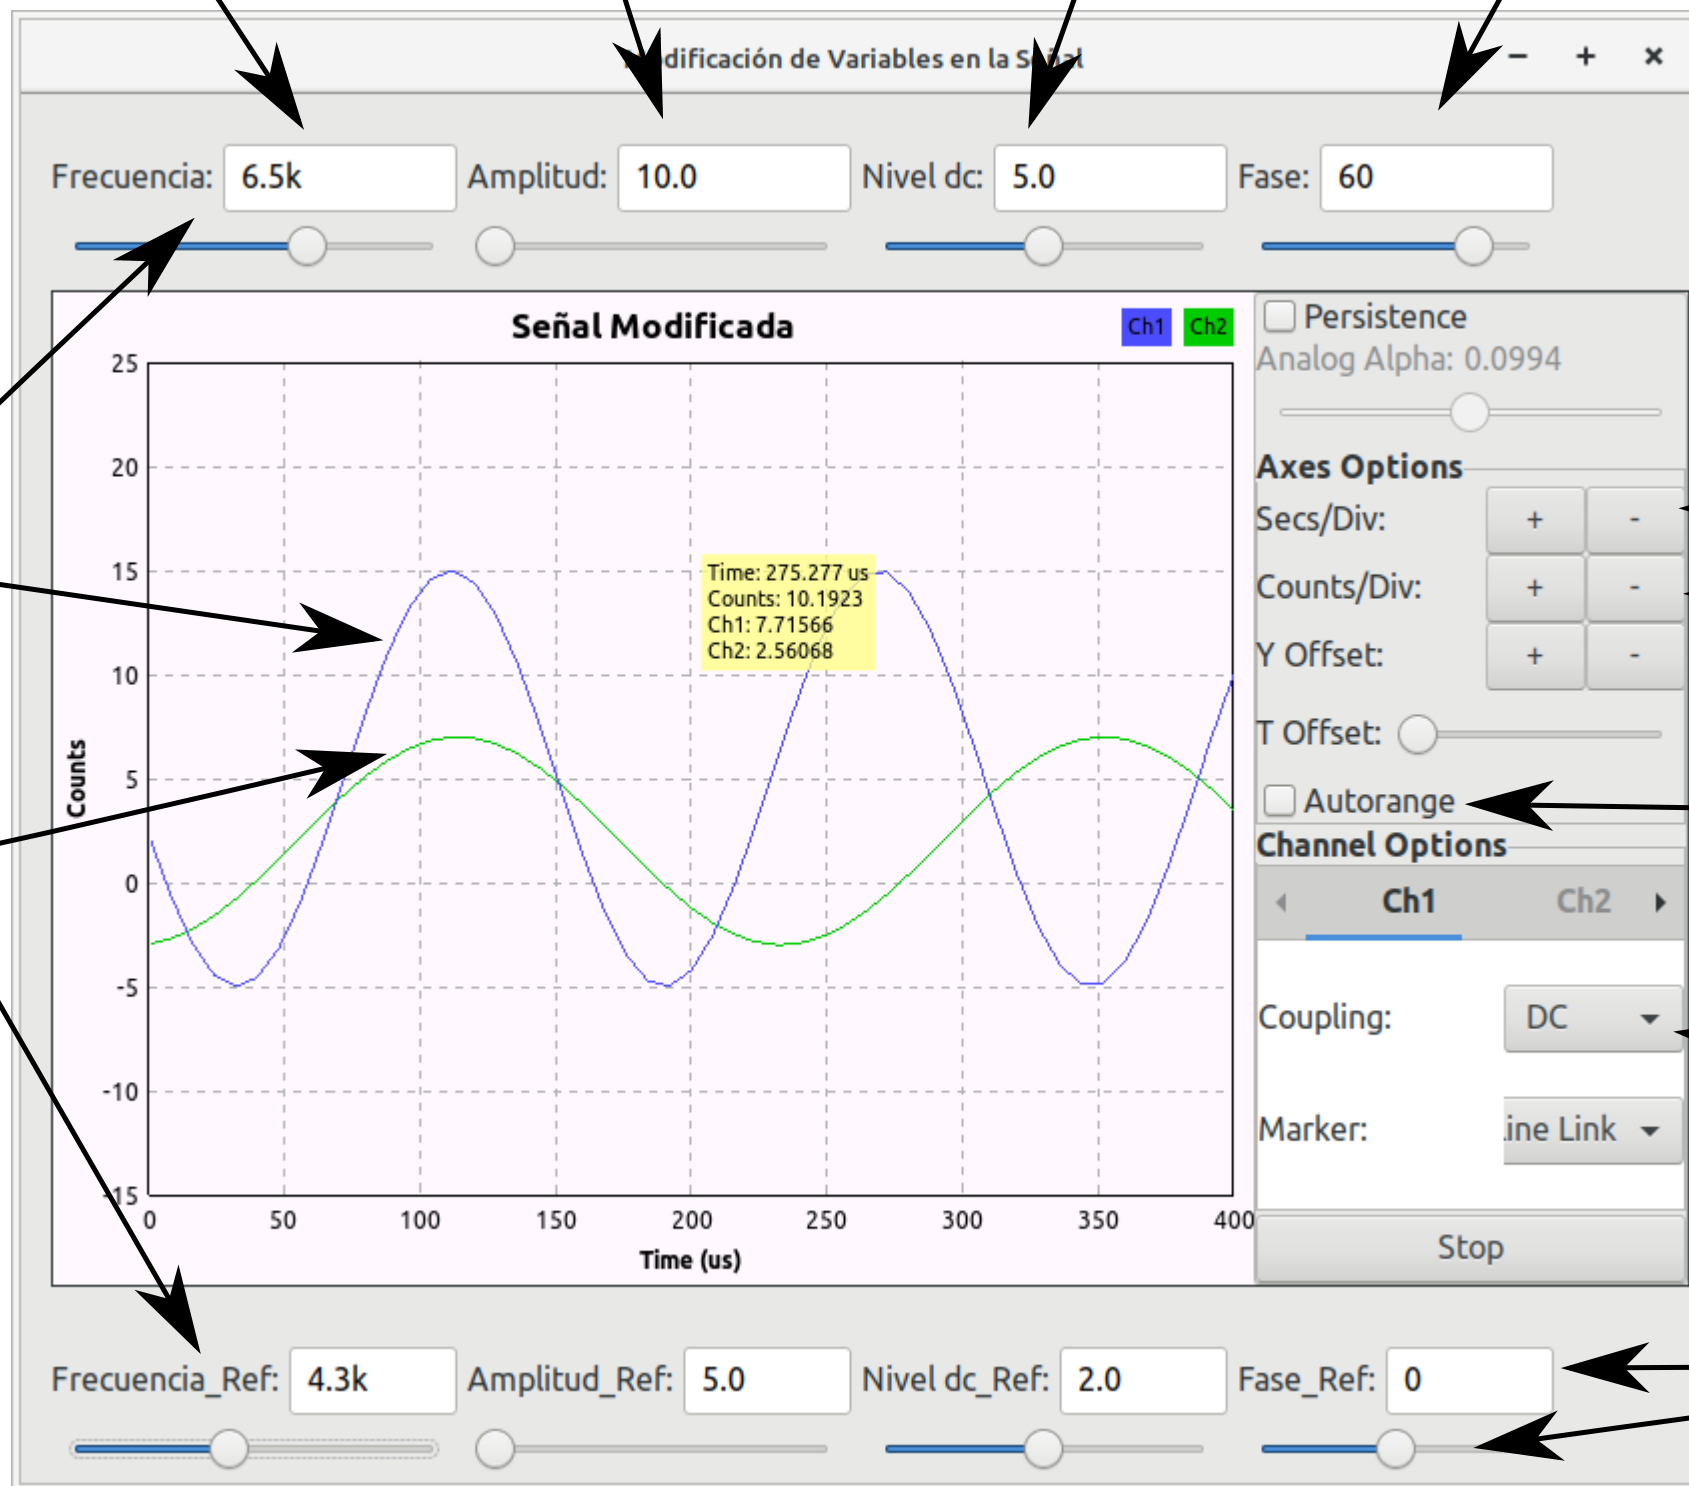 Modificación de Variables en la Señal
Frecuencia: 6.5k Amplitud: 10.0 Nivel dc: 5.0 Fase: 60
Señal Modificada
Ch1 Ch2
25
20
15
10
5
0
-5
-10
-15
Counts
0 50 100 150 200 250 300 350 400
Time (us)
Time: 275.277 us
Counts: 10.1923
Ch1: 7.71566
Ch2: 2.56068
Persistence
Analog Alpha: 0.0994
Axes Options
Secs/Div: + -
Counts/Div: + -
Y Offset: + -
T Offset:
Autorange
Channel Options
Ch1 Ch2
Coupling: DC
Marker: ine Link
Stop
Frecuencia_Ref: 4.3k Amplitud_Ref: 5.0 Nivel dc_Ref: 2.0 Fase_Ref: 0